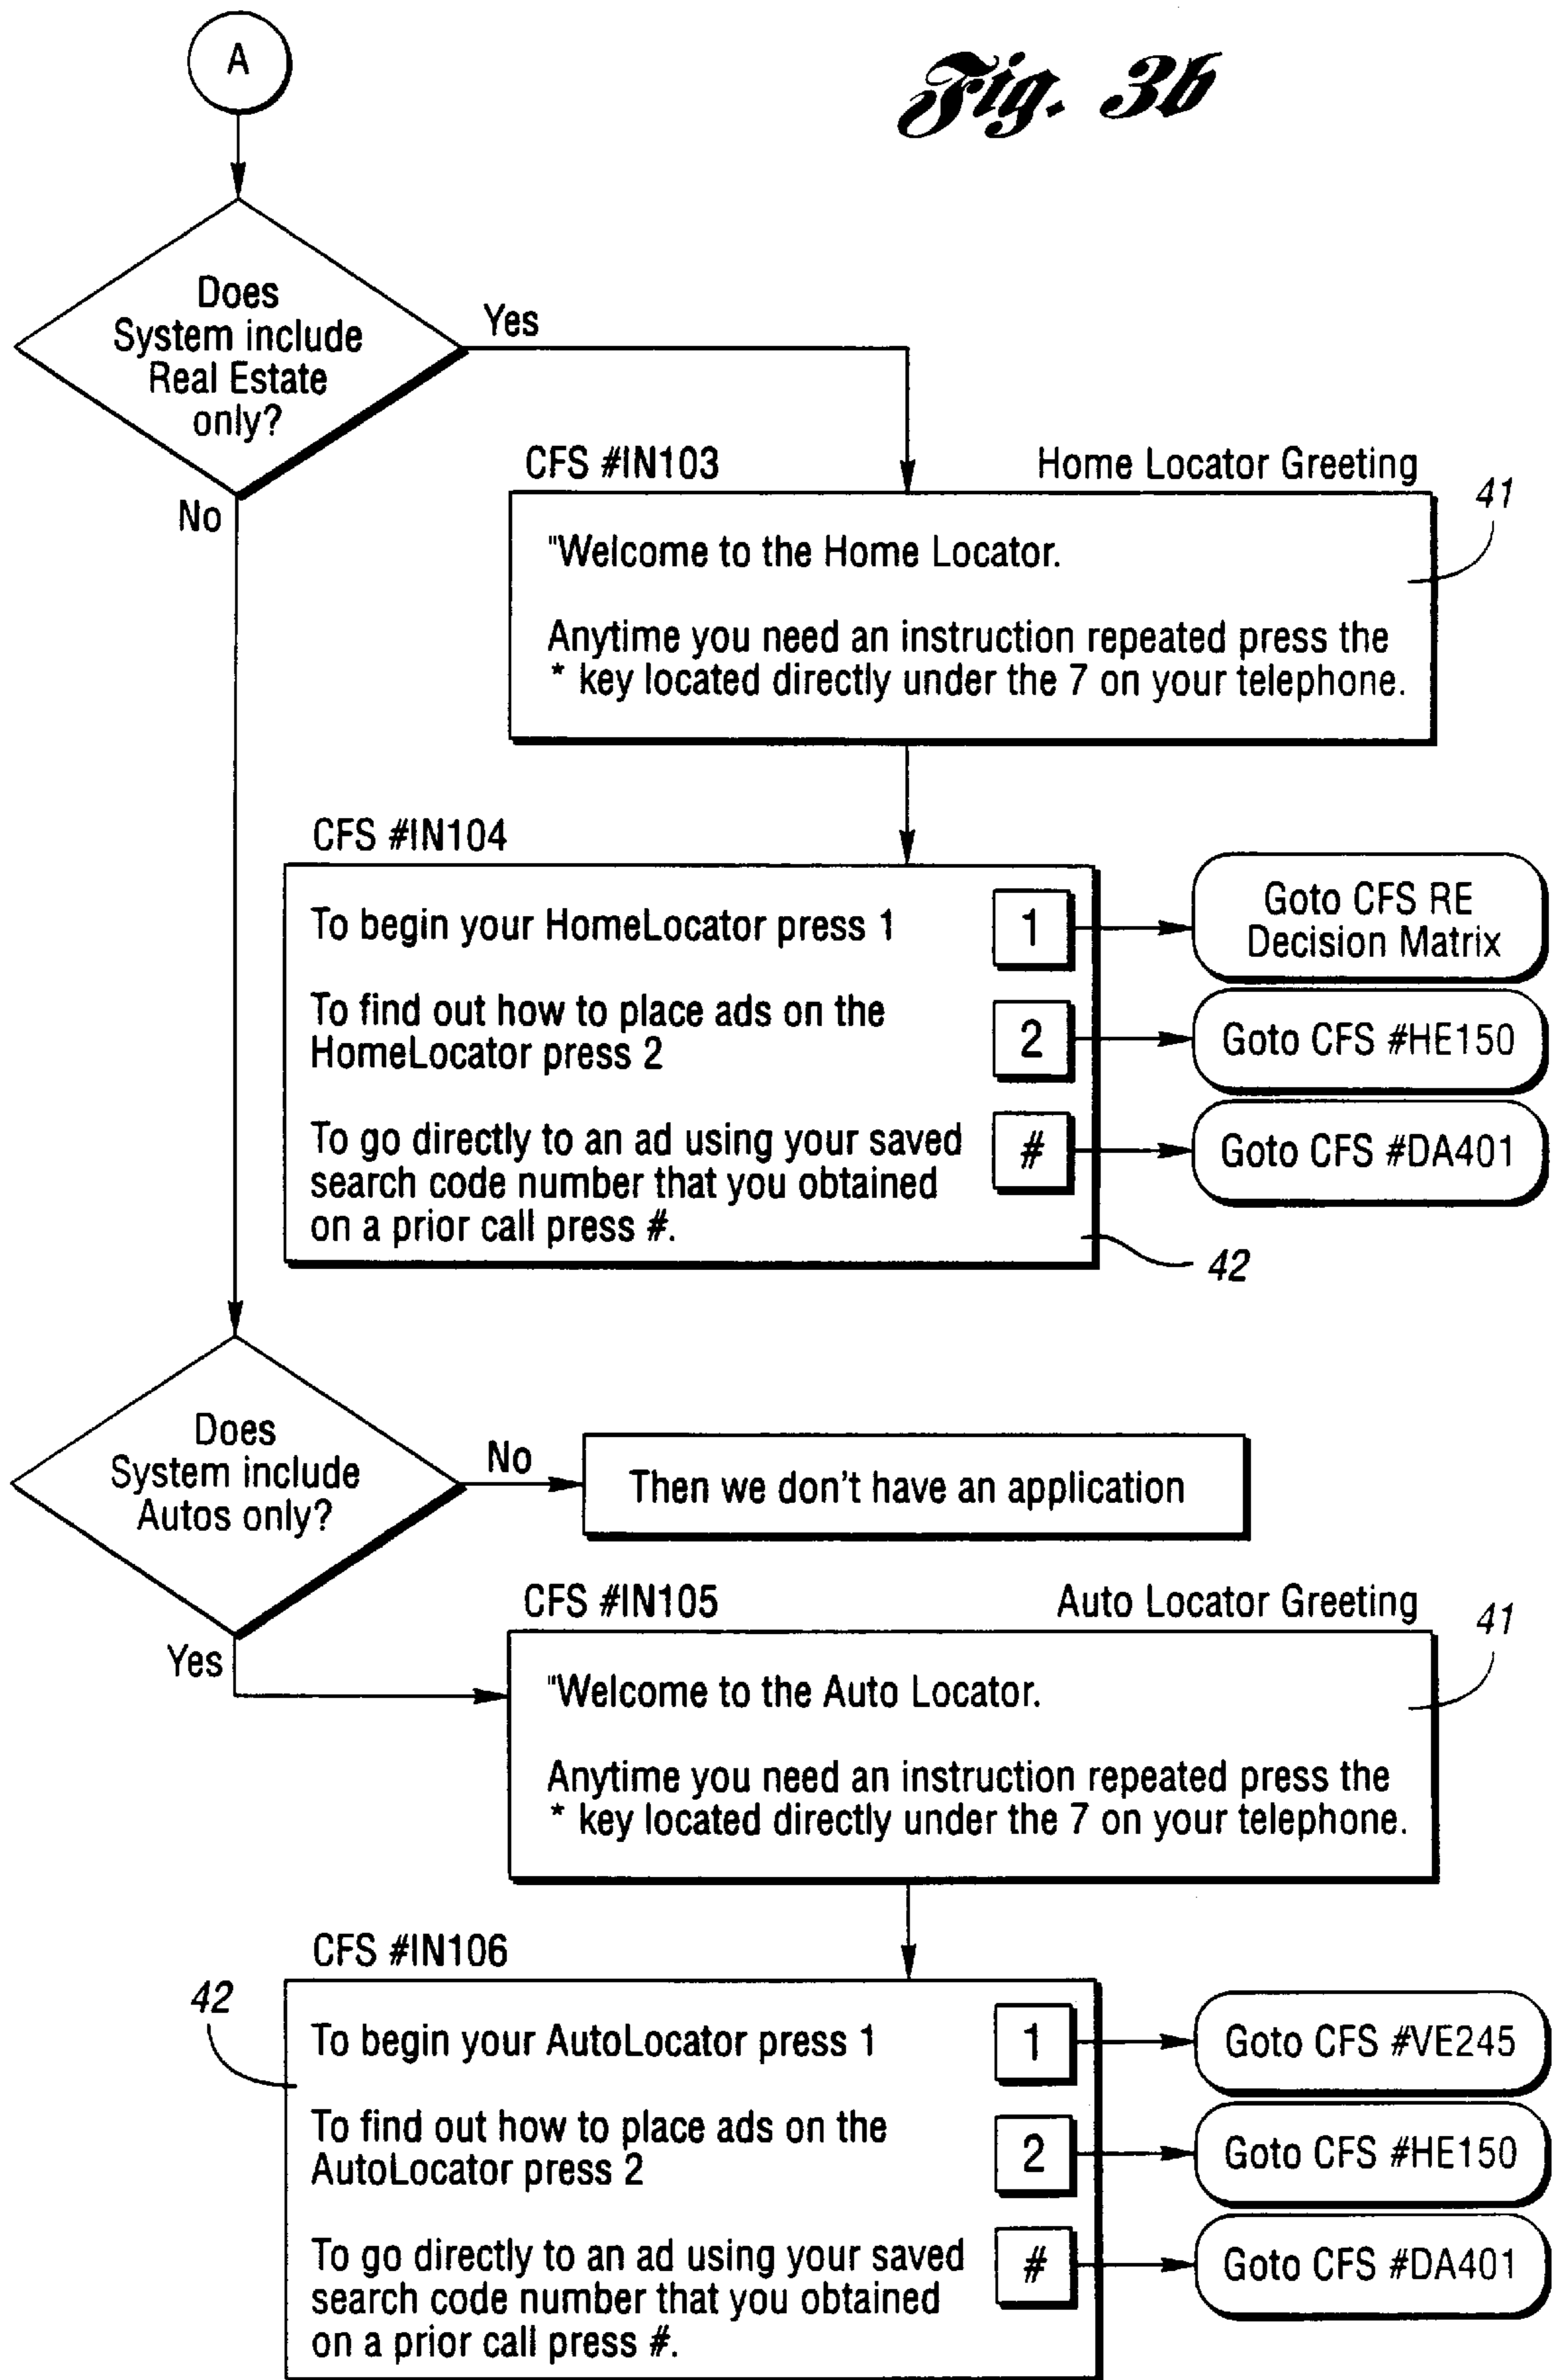 A
Fig. 3b
Does
System include
Real Estate
only?
Yes
No
CFS #IN103
Home Locator Greeting
41
"Welcome to the Home Locator.
Anytime you need an instruction repeated press the
* key located directly under the 7 on your telephone.
CFS #IN104
To begin your HomeLocator press 1
1
Goto CFS RE
Decision Matrix
To find out how to place ads on the
HomeLocator press 2
2
Goto CFS #HE150
To go directly to an ad using your saved
search code number that you obtained
on a prior call press #.
#
Goto CFS #DA401
42
Does
System include
Autos only?
No
Then we don't have an application
Yes
CFS #IN105
Auto Locator Greeting
41
"Welcome to the Auto Locator.
Anytime you need an instruction repeated press the
* key located directly under the 7 on your telephone.
CFS #IN106
42
To begin your AutoLocator press 1
1
Goto CFS #VE245
To find out how to place ads on the
AutoLocator press 2
2
Goto CFS #HE150
To go directly to an ad using your saved
search code number that you obtained
on a prior call press #.
#
Goto CFS #DA401